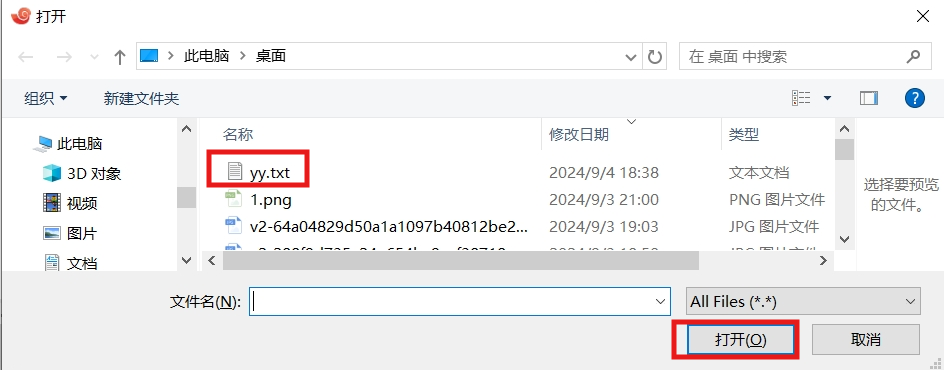 打开
此电脑 桌面 在 桌面 中搜索
组织 新建文件夹
名称 修改日期 类型
此电脑
3D 对象
视频
图片
文档
yy.txt 2024/9/4 18:38 文本文档
1.png 2024/9/3 21:00 PNG 图片文件
v2-64a04829d50a1a1097b40812be2... 2024/9/3 19:03 JPG 图片文件
选择要预览
的文件。
文件名(N): All Files (*.*)
打开(O) 取消